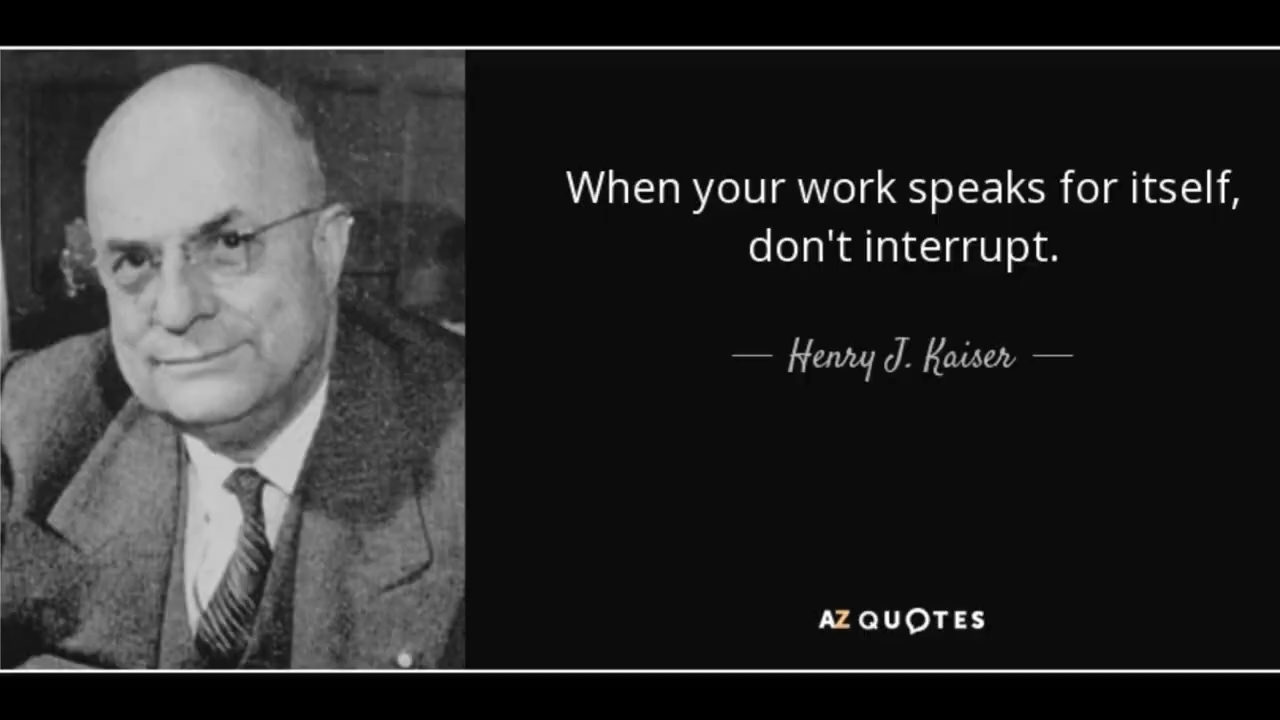 When your work speaks for itself,
don't interrupt.
Henry J. Kaiser
AZ QUOTES